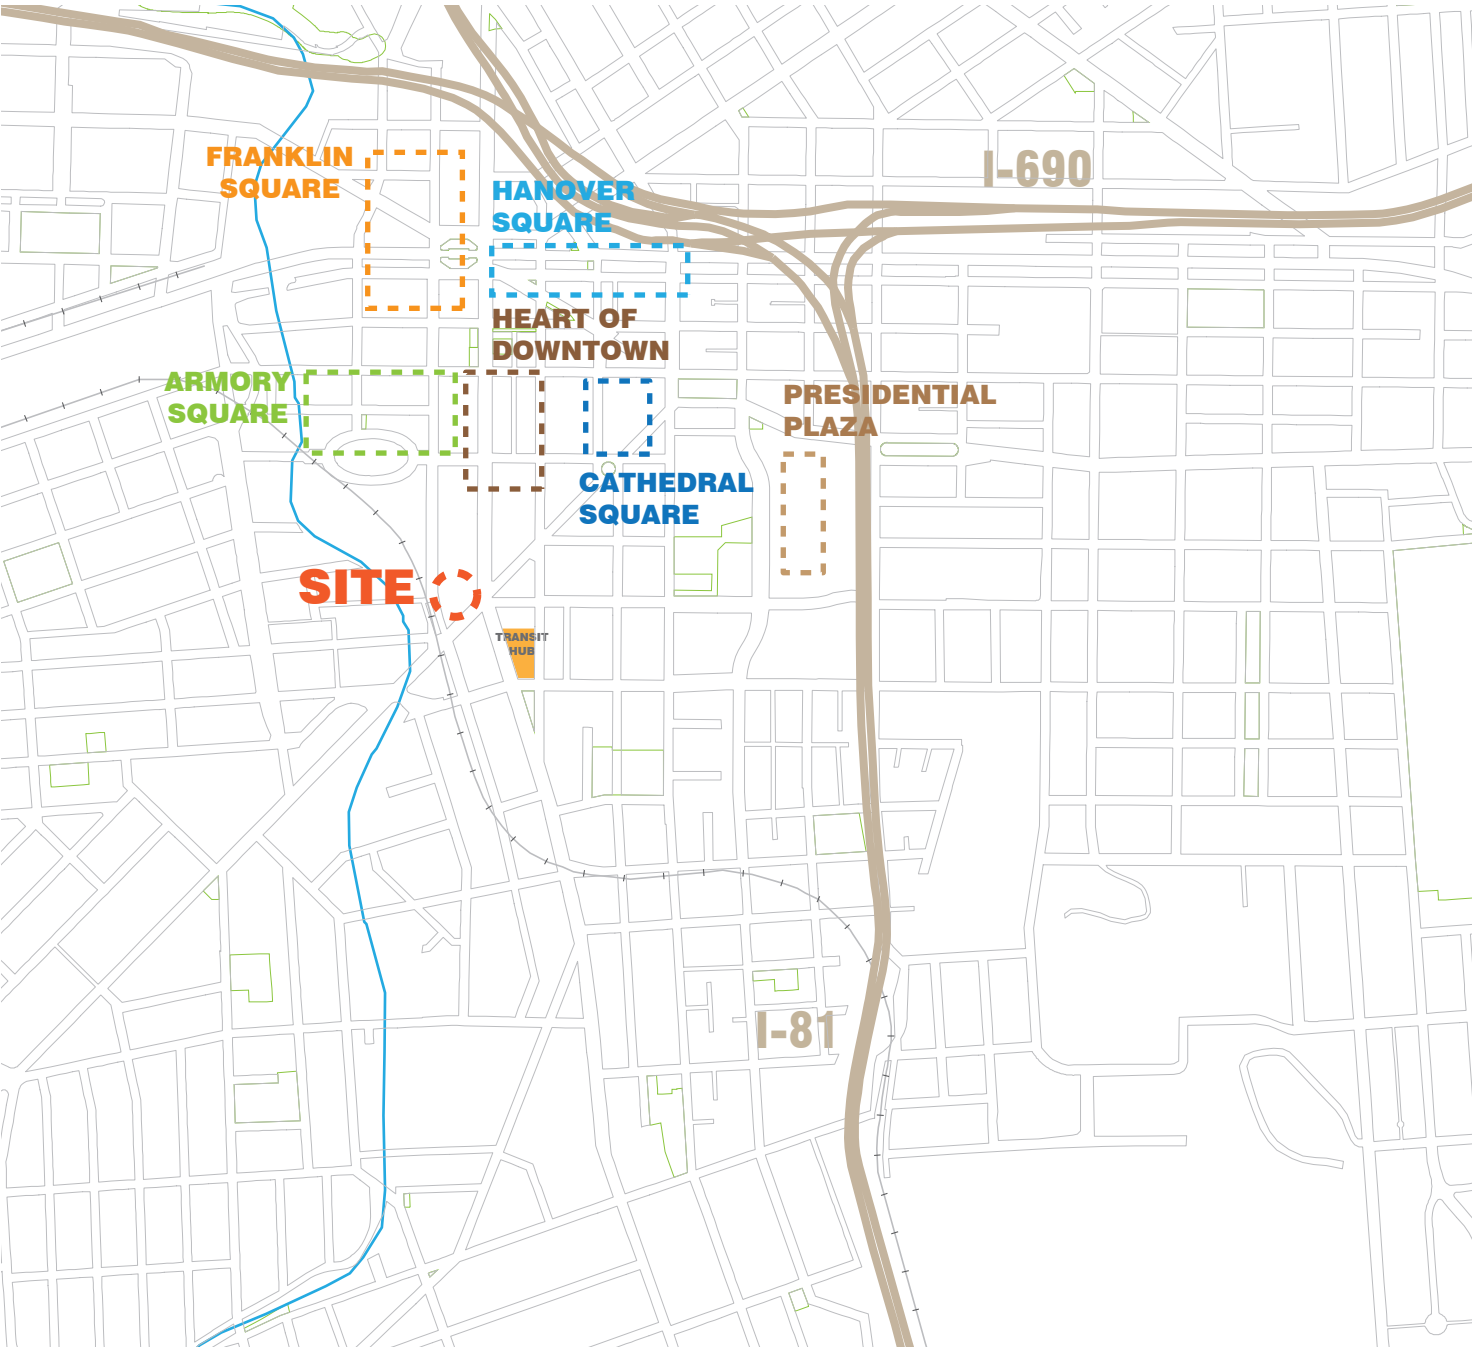 I-690
FRANKLIN
SQUARE
HANOVER
SQUARE
HEART OF
DOWNTOWN
ARMORY
SQUARE
PRESIDENTIAL
PLAZA
CATHEDRAL
SQUARE
SITE
TRANSIT
HUB
I-81